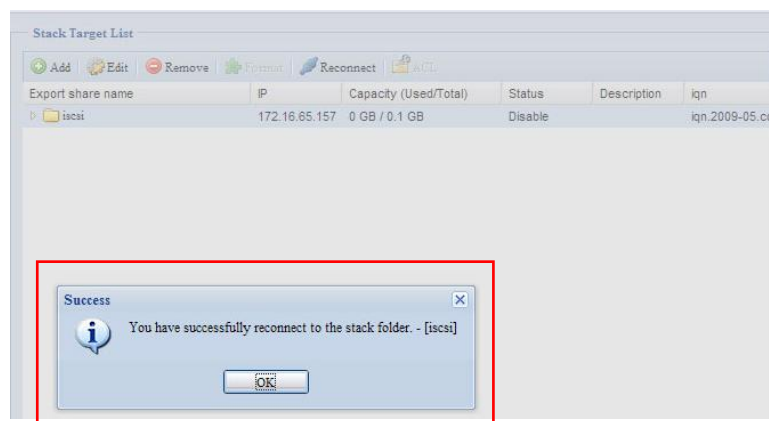 Stack Target List
Add Edit Remove Format Reconnect ACL
Export share name IP Capacity (Used/Total) Status Description iqn
iscsi 172.16.65.157 0 GB / 0.1 GB Disable iqn.2009-05.co
Success
You have successfully reconnect to the stack folder. - [iscsi]
OK